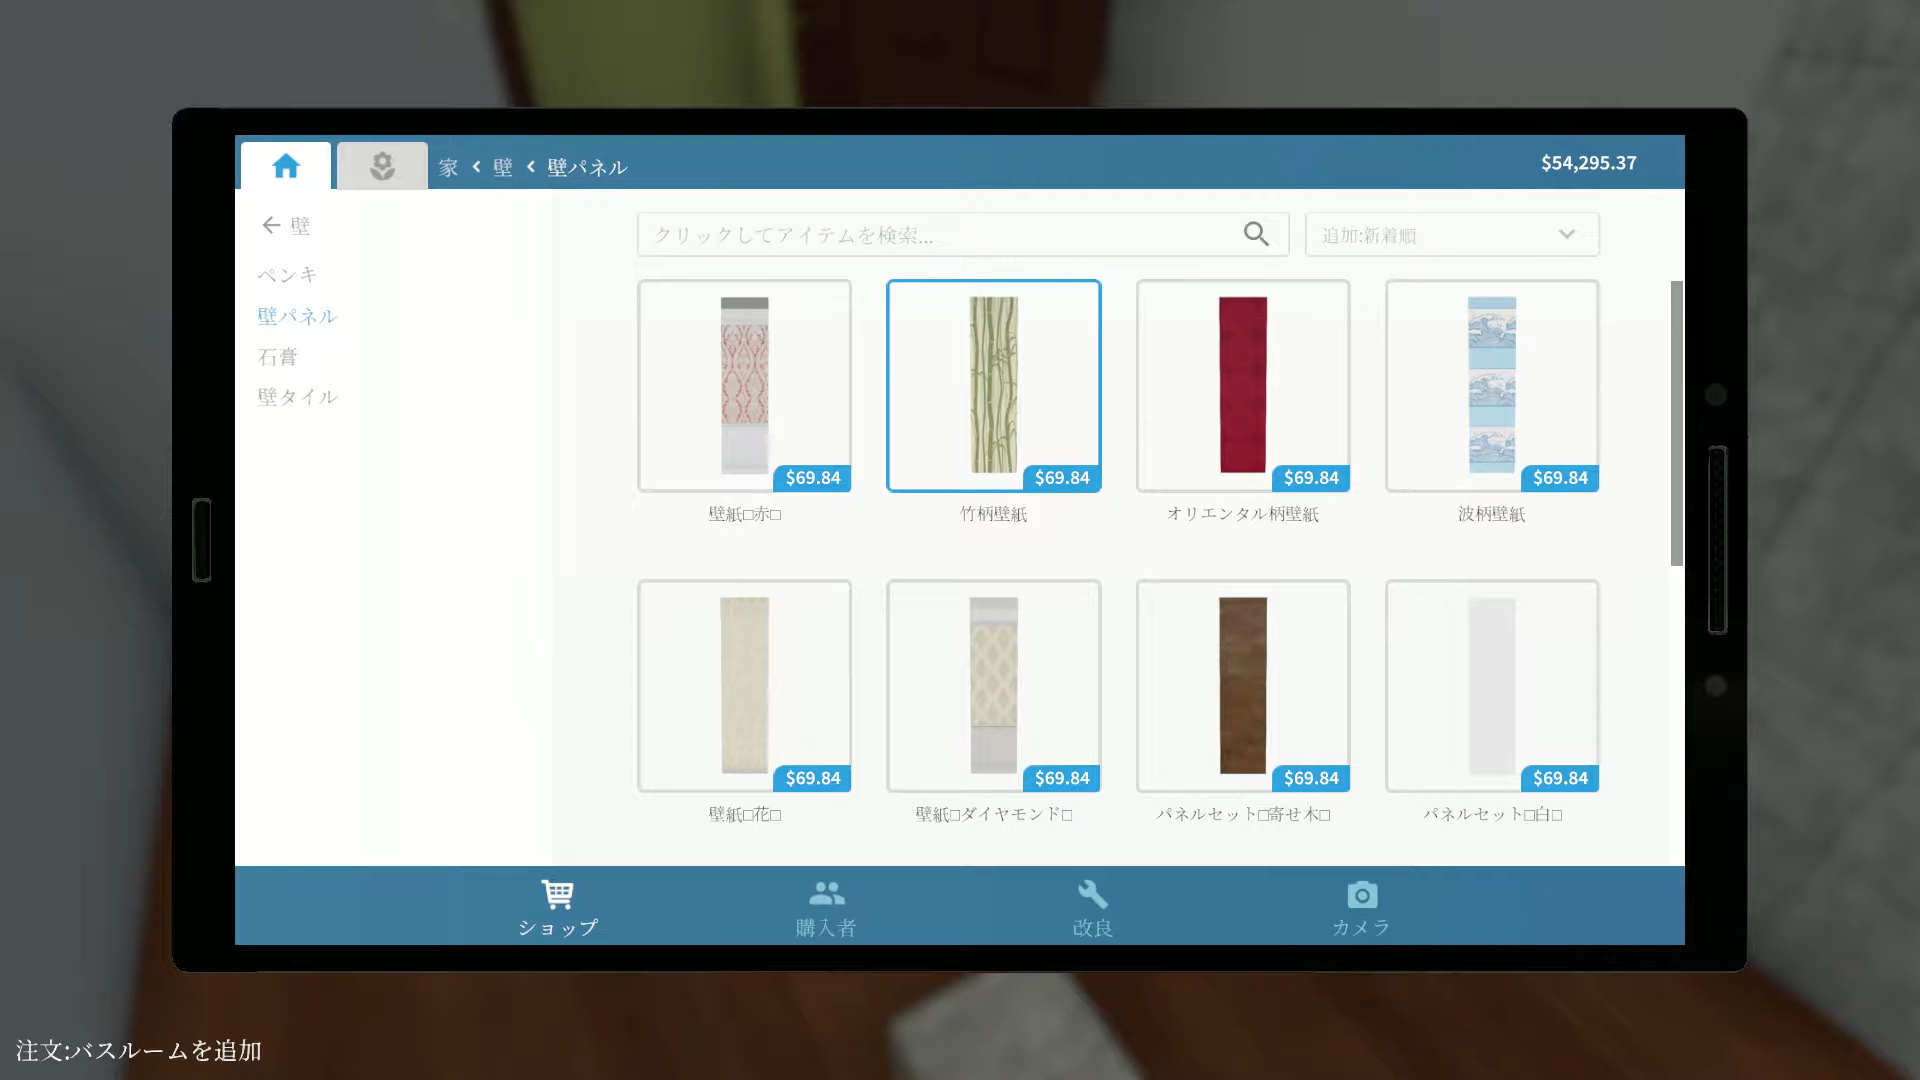 家 < 壁 < 壁パネル
$54,295.37
壁
ペンキ
壁パネル
石膏
壁タイル
クリックしてアイテムを検索...
追加:新着順
$69.84
$69.84
$69.84
$69.84
壁紙□赤□
竹柄壁紙
オリエンタル柄壁紙
波柄壁紙
$69.84
$69.84
$69.84
$69.84
壁紙□花□
壁紙□ダイヤモンド□
パネルセット□寄せ木□
パネルセット□白□
ショップ
購入者
改良
カメラ
注文:バスルームを追加